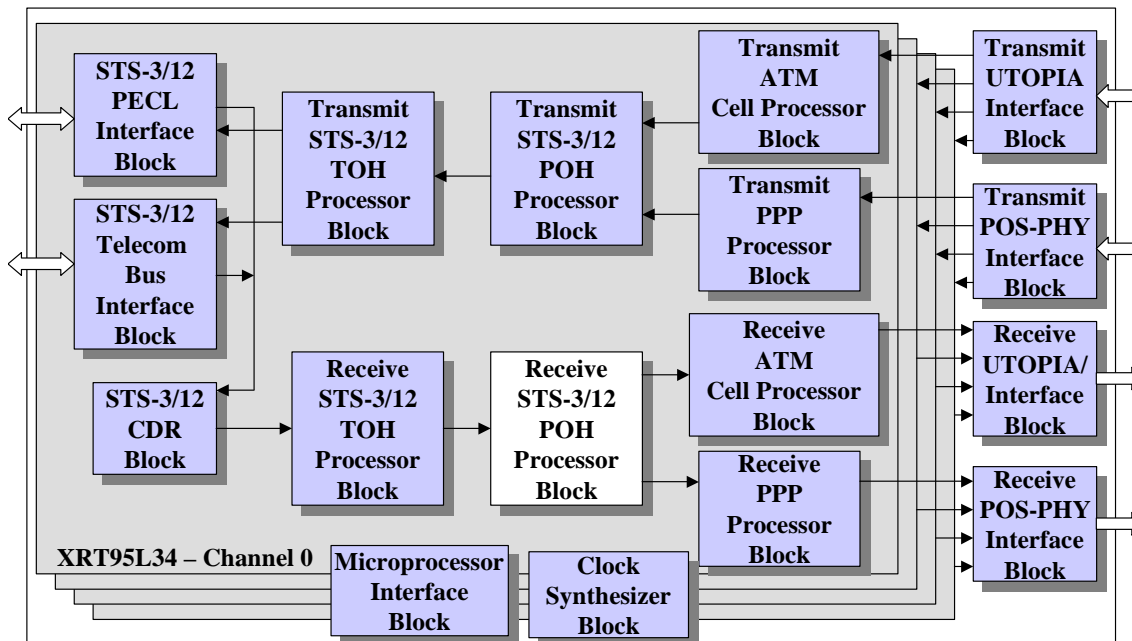 STS-3/12
PECL
Interface
Block
Transmit
STS-3/12
TOH
Processor
Block
Transmit
STS-3/12
POH
Processor
Block
Transmit
ATM
Cell Processor
Block
Transmit
UTOPIA
Interface
Block
STS-3/12
Telecom
Bus
Interface
Block
Transmit
PPP
Processor
Block
Transmit
POS-PHY
Interface
Block
STS-3/12
CDR
Block
Receive
STS-3/12
TOH
Processor
Block
Receive
STS-3/12
POH
Processor
Block
Receive
ATM
Cell Processor
Block
Receive
UTOPIA/
Interface
Block
Receive
PPP
Processor
Block
Receive
POS-PHY
Interface
Block
XRT95L34 – Channel 0
Microprocessor
Interface
Block
Clock
Synthesizer
Block